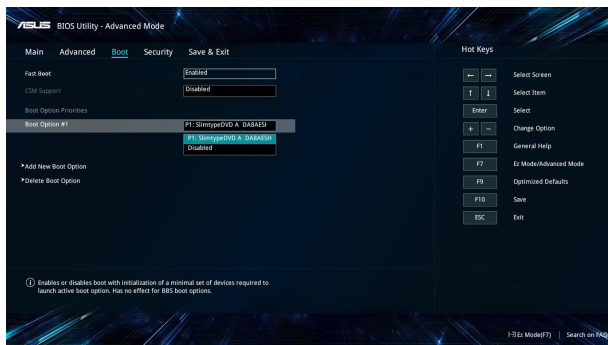 ASUS BIOS Utility - Advanced Mode
Main Advanced Boot Security Save & Exit Hot Keys
Fast Boot Enabled ← → Select Screen
CSM Support Disabled ↑ ↓ Select Item
Boot Option Priorities Enter Select
Boot Option #1 P1: SlimtypeDVD A DA8AESH + − Change Option
P1: SlimtypeDVD A DA8AESH F1 General Help
Disabled
>Add New Boot Option F7 Ez Mode/Advanced Mode
>Delete Boot Option F9 Optimized Defaults
F10 Save
ESC Exit
Enables or disables boot with initialization of a minimal set of devices required to
launch active boot option. Has no effect for BBS boot options.
Ez Mode(F7) | Search on FAQ